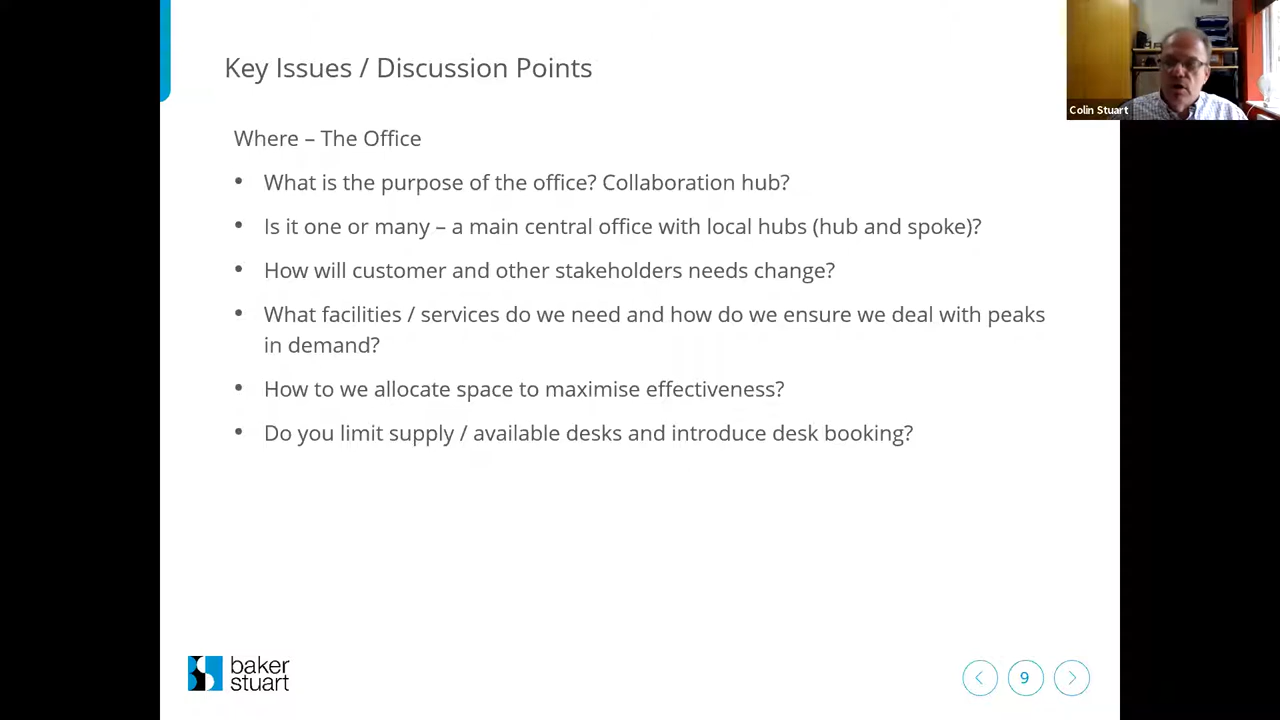 Key Issues / Discussion Points
Colin Stuart
Where – The Office
• What is the purpose of the office? Collaboration hub?
• Is it one or many – a main central office with local hubs (hub and spoke)?
• How will customer and other stakeholders needs change?
• What facilities / services do we need and how do we ensure we deal with peaks
in demand?
• How to we allocate space to maximise effectiveness?
• Do you limit supply / available desks and introduce desk booking?
baker
stuart
9